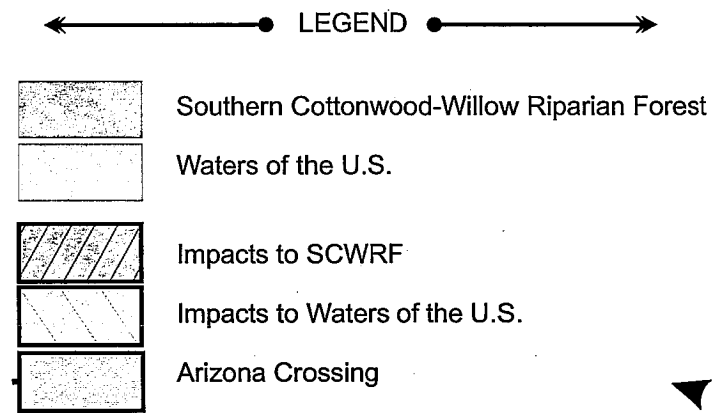 LEGEND
Southern Cottonwood-Willow Riparian Forest
Waters of the U.S.
Impacts to SCWRF
Impacts to Waters of the U.S.
Arizona Crossing